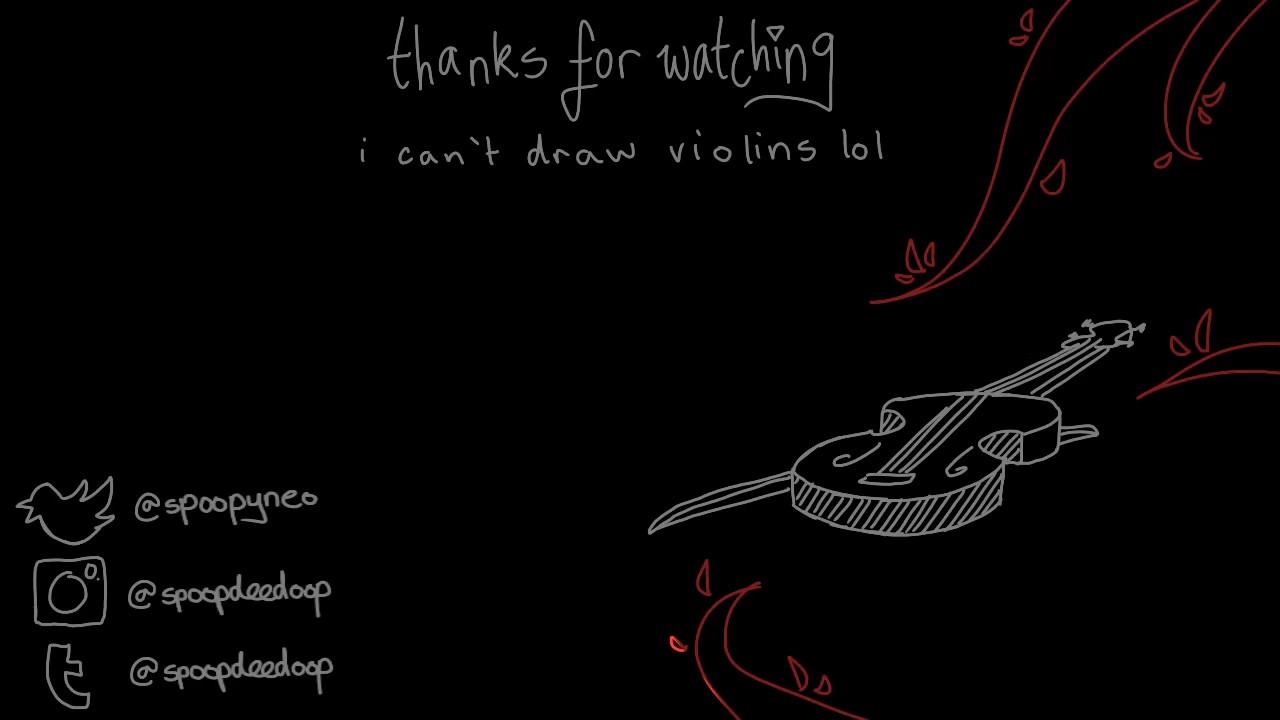 thanks for watching
i can't draw violins lol
@spoopyneo
@spoopdeedoop
@spoopdeedoop